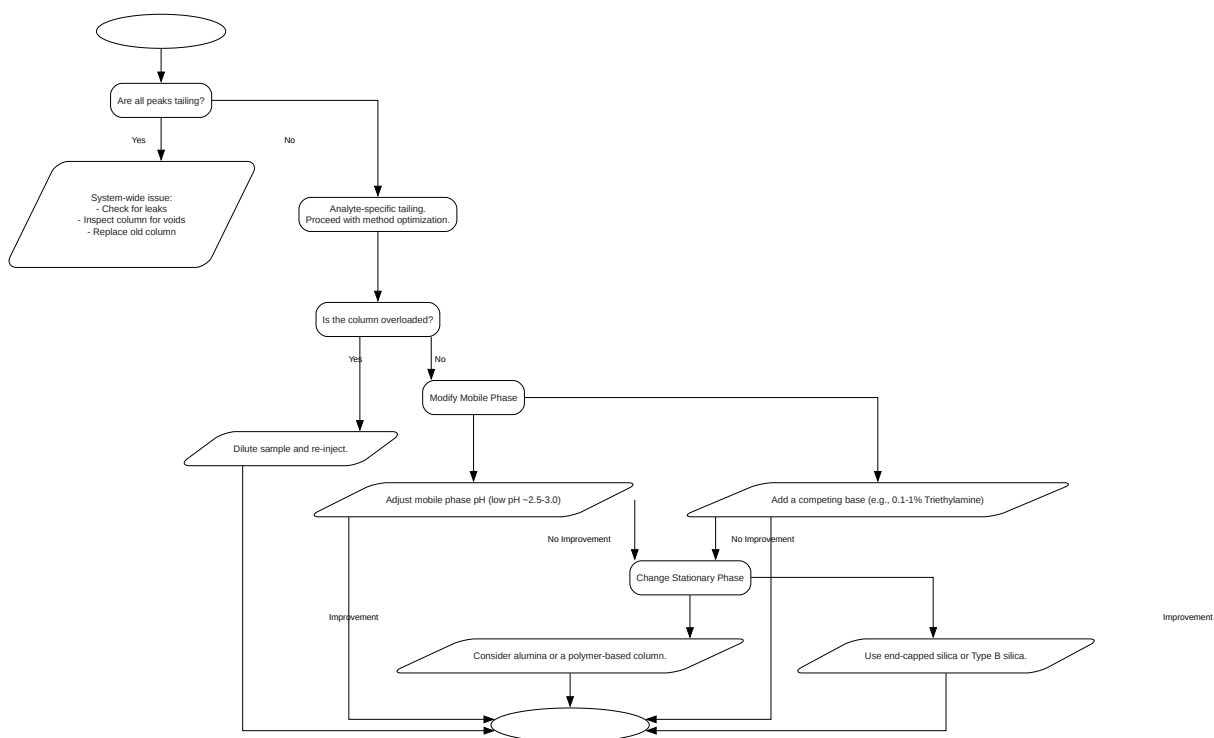 Are all peaks tailing?
Yes
No
System-wide issue:
- Check for leaks
- Inspect column for voids
- Replace old column
Analyte-specific tailing.
Proceed with method optimization.
Is the column overloaded?
Yes
No
Modify Mobile Phase
Dilute sample and re-inject.
Adjust mobile phase pH (low pH ~2.5-3.0)
Add a competing base (e.g., 0.1-1% Triethylamine)
No Improvement
No Improvement
Change Stationary Phase
Improvement
Improvement
Consider alumina or a polymer-based column.
Use end-capped silica or Type B silica.